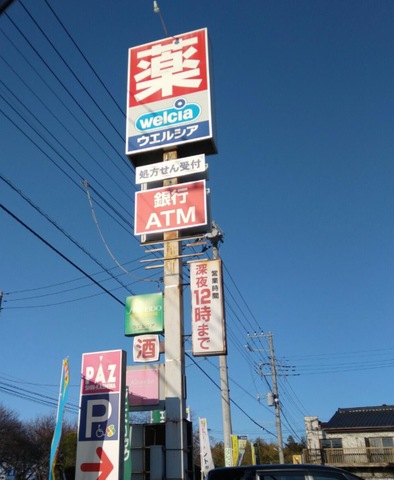 薬
welcia
ウエルシア
処方せん受付
銀行
ATM
営業時間
深夜12時まで
酒
PAZ
P